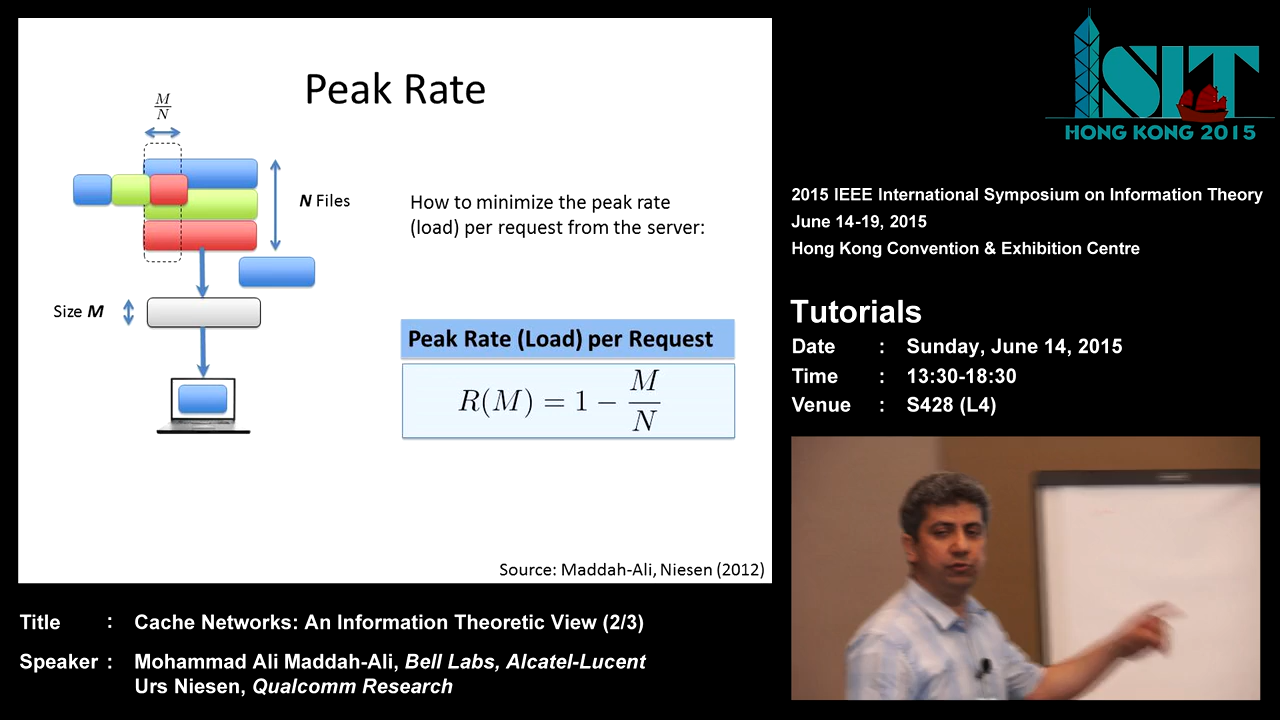 Peak Rate
M
N
N Files
How to minimize the peak rate
(load) per request from the server:
Size M
Peak Rate (Load) per Request
R(M) = 1 − M/N
Source: Maddah-Ali, Niesen (2012)
ISIT
HONG KONG 2015
2015 IEEE International Symposium on Information Theory
June 14-19, 2015
Hong Kong Convention & Exhibition Centre
Tutorials
Date : Sunday, June 14, 2015
Time : 13:30-18:30
Venue : S428 (L4)
Title : Cache Networks: An Information Theoretic View (2/3)
Speaker : Mohammad Ali Maddah-Ali, Bell Labs, Alcatel-Lucent
Urs Niesen, Qualcomm Research